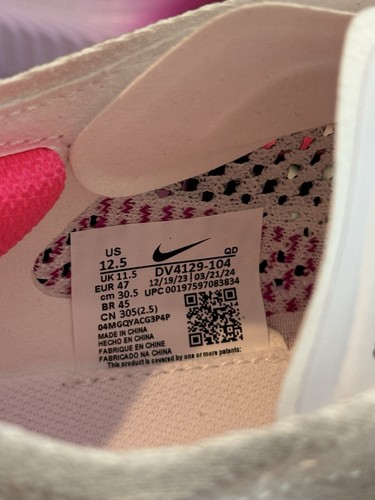 US
12.5
QD
UK 11.5 DV4129-104
EUR 47 12/19/23 | 03/21/24
cm 30.5 UPC 00197597083834
BR 45
CN 305(2.5)
04MGQYACG3P4P
MADE IN CHINA
HECHO EN CHINA
FABRIQUE EN CHINE
FABRICADO NA CHINA
This product is covered by one or more patents: